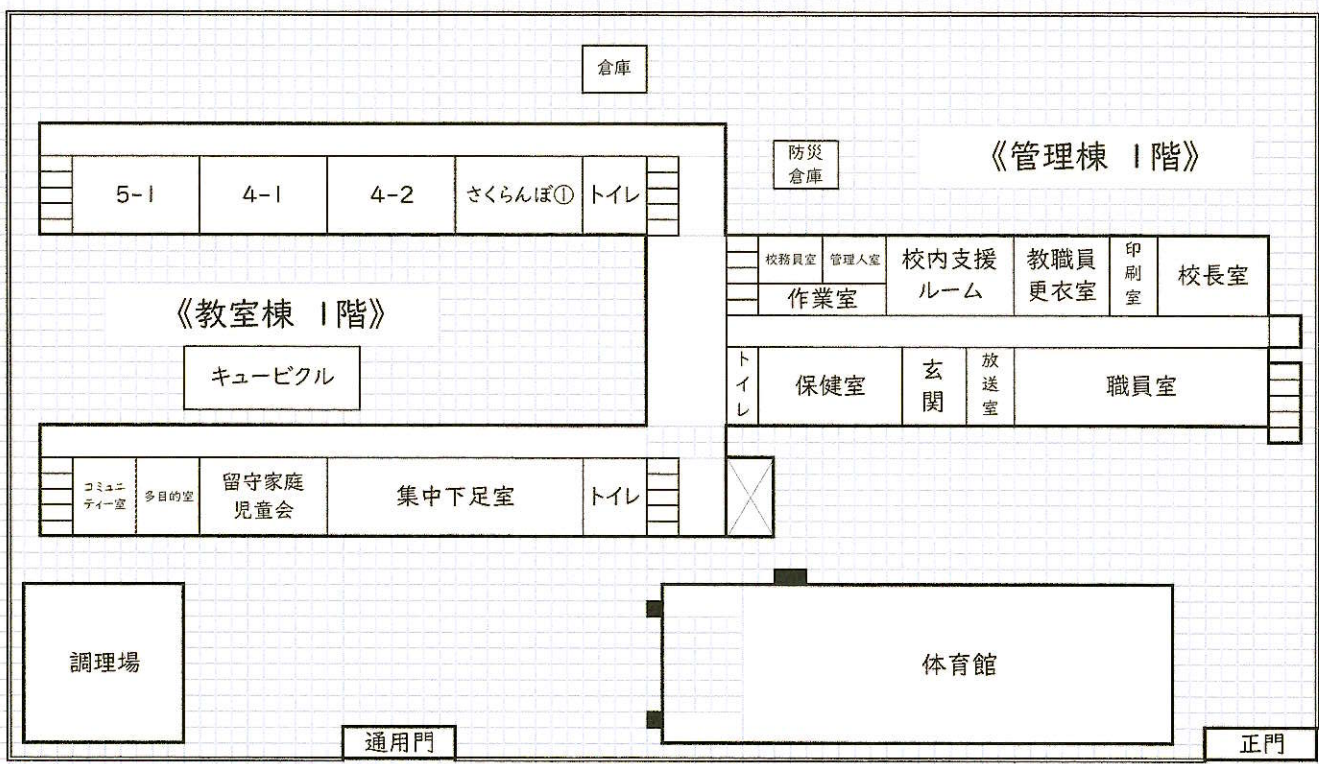 倉庫
防災
倉庫
《管理棟 1階》
5-1
4-1
4-2
さくらんぼ①
トイレ
校務員室
管理人室
作業室
校内支援
ルーム
教職員
更衣室
印刷室
校長室
《教室棟 1階》
キュービクル
トイレ
保健室
玄関
放送室
職員室
コミュニ
ティー室
多目的室
留守家庭
児童会
集中下足室
トイレ
調理場
体育館
通用門
正門